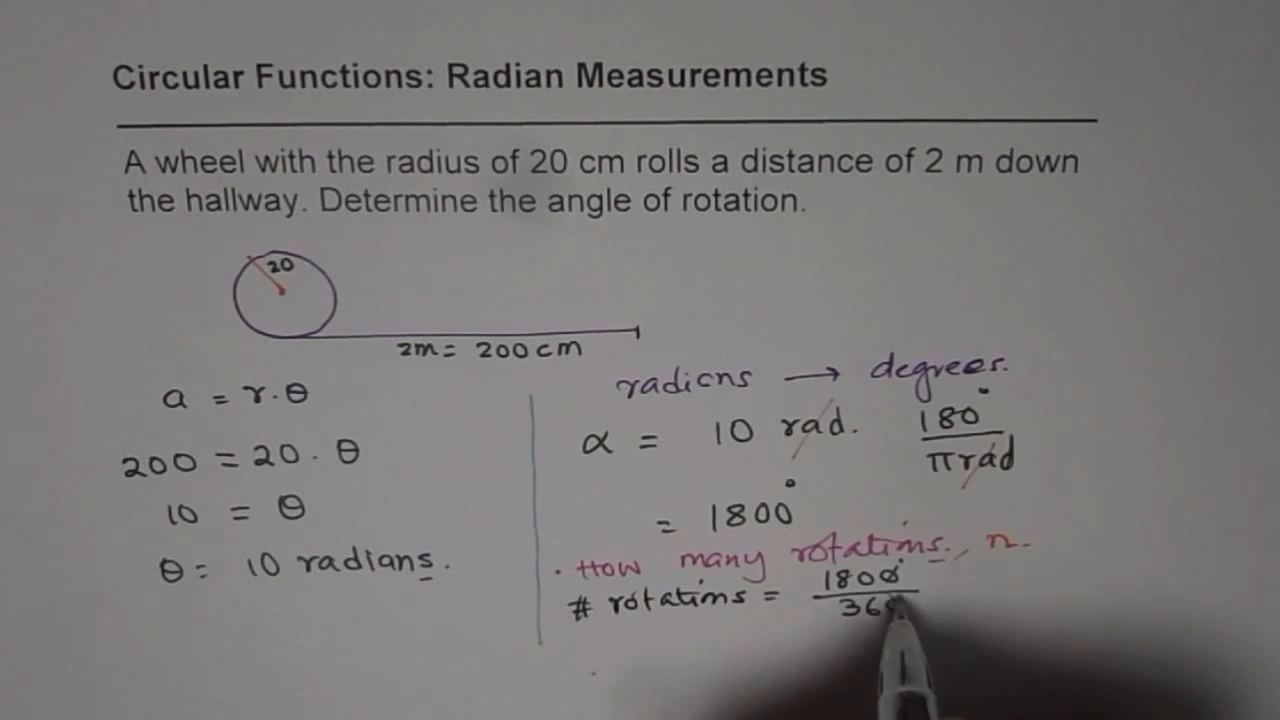 Circular Functions: Radian Measurements
A wheel with the radius of 20 cm rolls a distance of 2 m down
the hallway. Determine the angle of rotation.
20
2m = 200cm
a = r.θ
200 = 20 . θ
10 = θ
θ = 10 radians.
radians → degrees.
α = 10 rad. 180° / π rad
= 1800°
. How many rotations, n.
# rotations = 1800 / 360